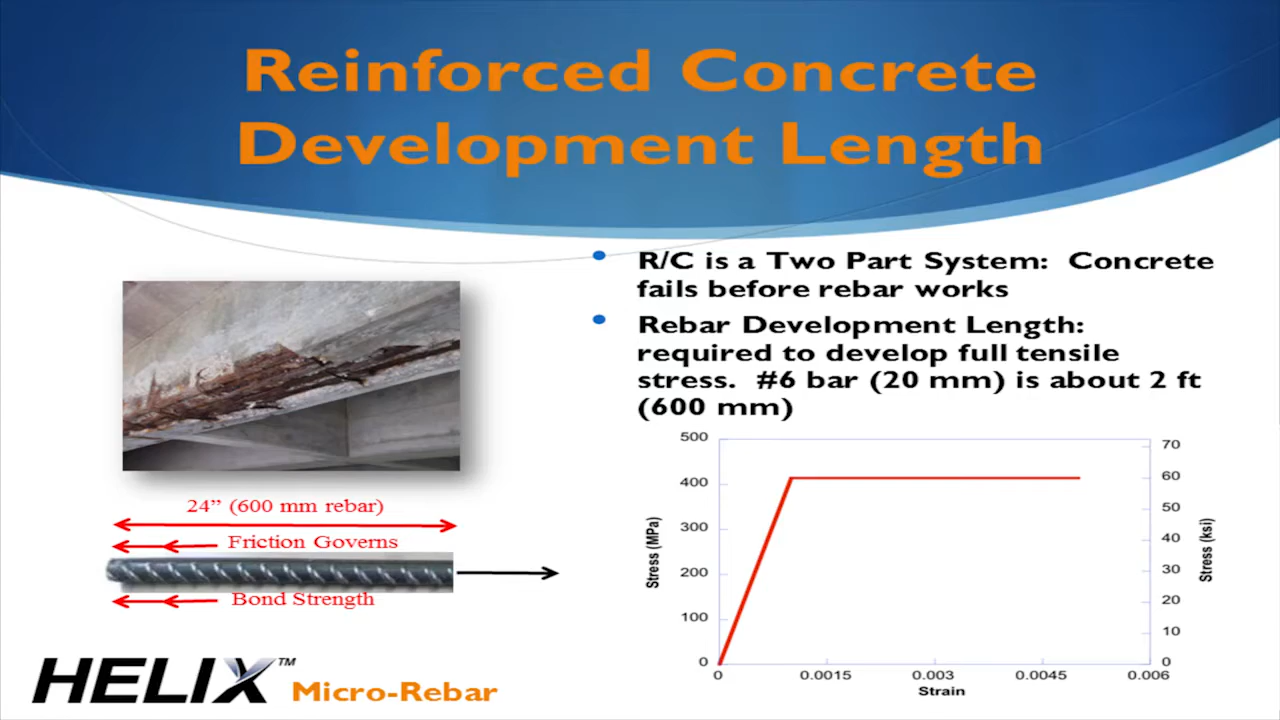 Reinforced Concrete
Development Length
R/C is a Two Part System: Concrete
fails before rebar works
Rebar Development Length:
required to develop full tensile
stress. #6 bar (20 mm) is about 2 ft
(600 mm)
24” (600 mm rebar)
Friction Governs
Bond Strength
500
400
300
200
100
0
Stress (MPa)
70
60
50
40
30
20
10
0
Stress (ksi)
0 0.0015 0.003 0.0045 0.006
Strain
HELIX™
Micro-Rebar